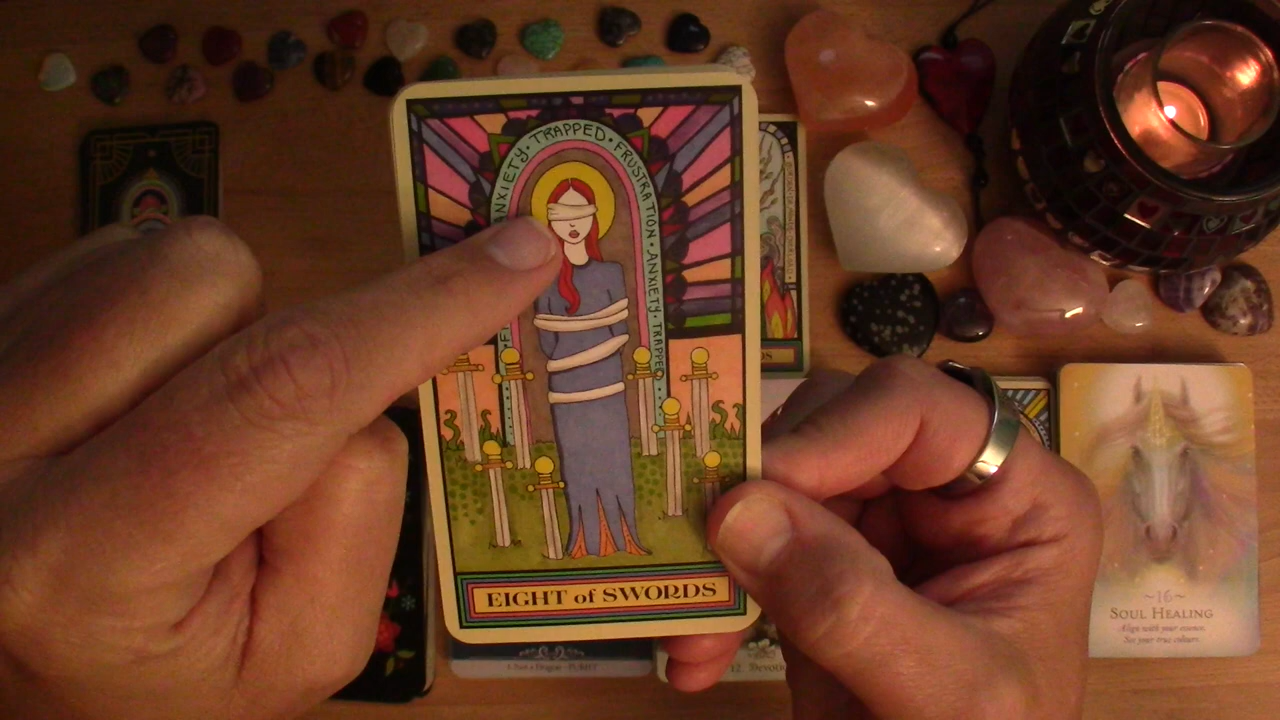 ANXIETY • TRAPPED • FRUSTRATION • ANXIETY • TRAPPED
EIGHT of SWORDS
~16~
SOUL HEALING
Align with your essence.
See your true colours.
12.